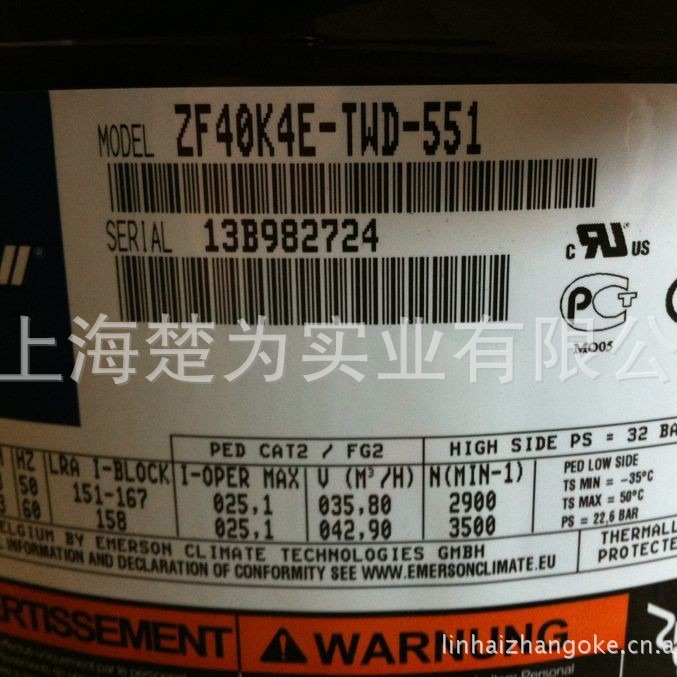 MODEL ZF40K4E-TWD-551
SERIAL 13B982724
C US
PCT
MO05
上海楚为实业有限公
PED CAT2 / FG2 HIGH SIDE PS = 32 BA
HZ LRA I-BLOCK I-OPER MAX V (M³/H) N(MIN-1)
50 151-167 025,1 035,80 2900
60 158 025,1 042,90 3500
PED LOW SIDE
TS MIN = -35°C
TS MAX = 50°C
PS = 22,6 BAR
BELGIUM BY EMERSON CLIMATE TECHNOLOGIES GMBH
INFORMATION AND DECLARATION OF CONFORMITY SEE WWW.EMERSONCLIMATE.EU
THERMALL
PROTECTE
ERTISSEMENT WARNUNG
linhaizhangoke.cn.a